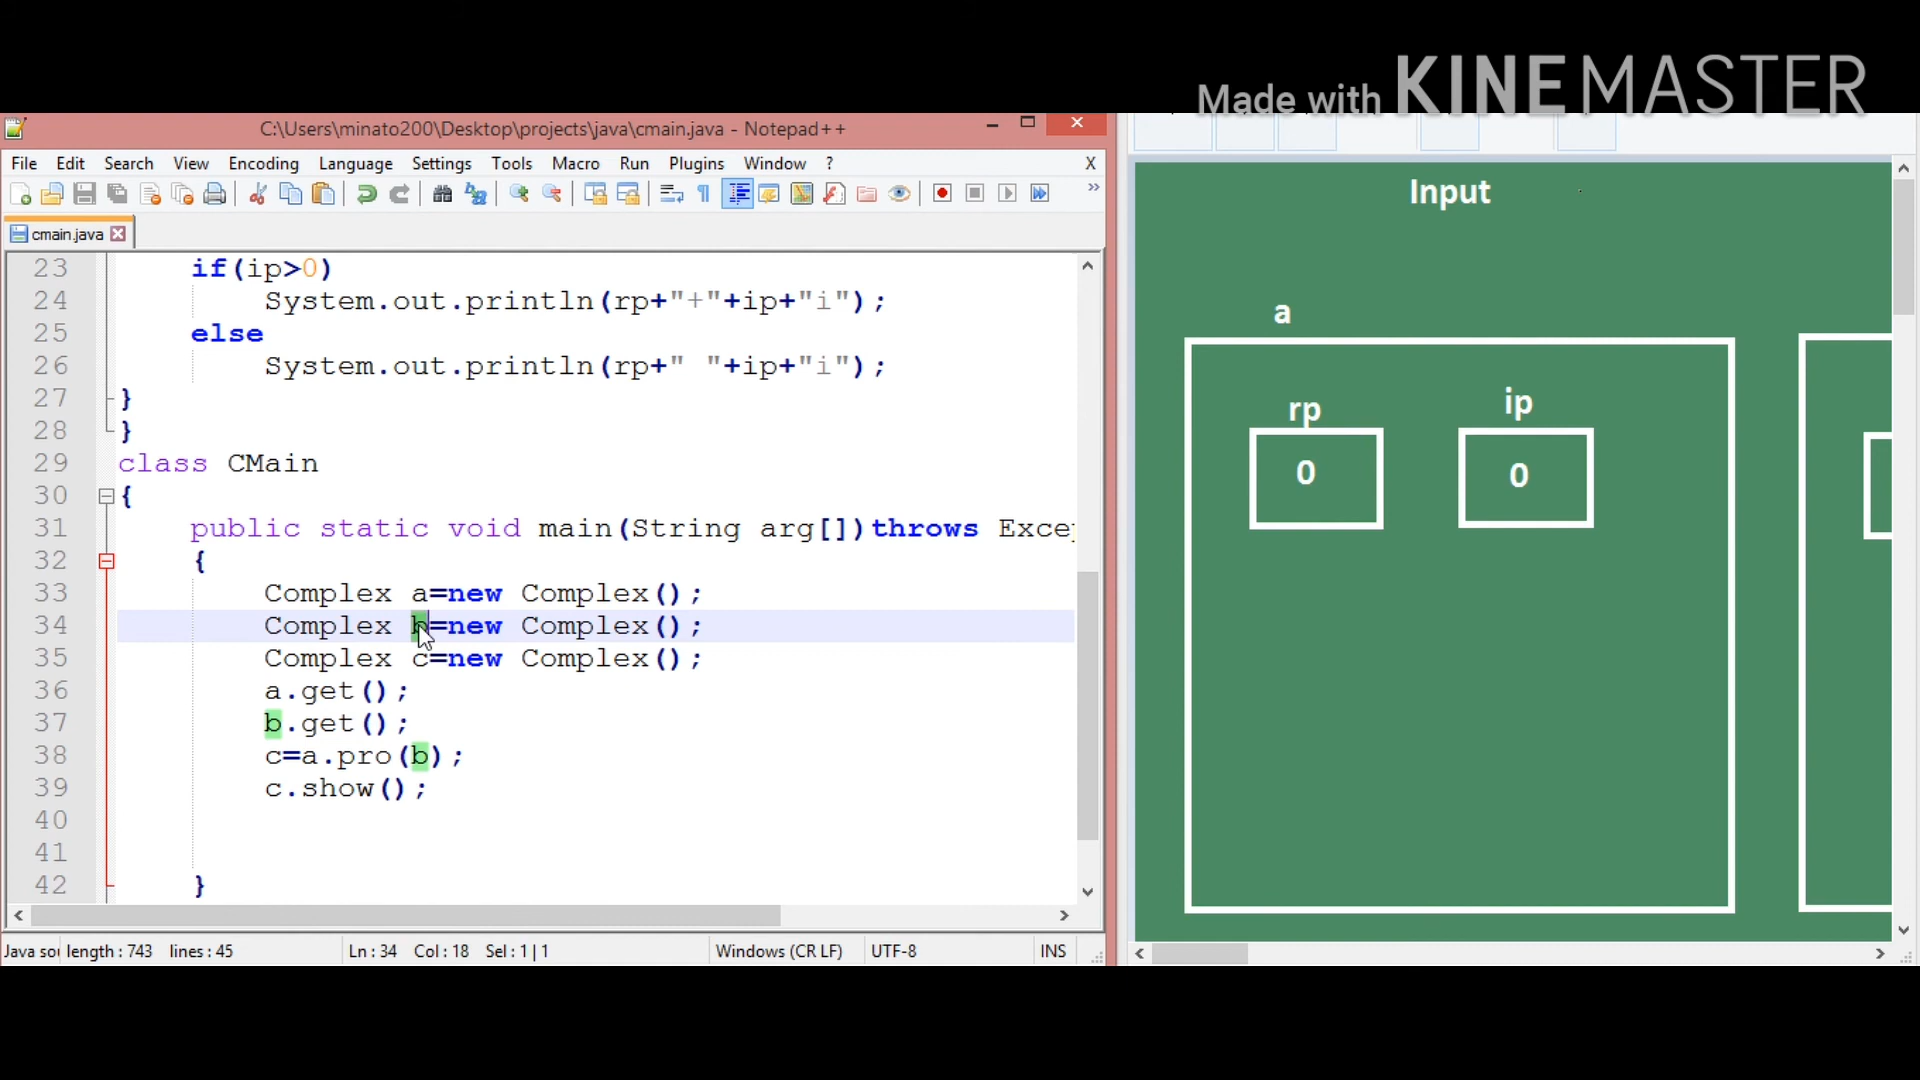 Made with KINEMASTER
C:\Users\minato200\Desktop\projects\java\cmain.java - Notepad++
File Edit Search View Encoding Language Settings Tools Macro Run Plugins Window ? X
cmain.java
23 if(ip>0)
24 System.out.println(rp+"+"+ip+"i");
25 else
26 System.out.println(rp+" "+ip+"i");
27 }
28 }
29 class CMain
30 {
31 public static void main(String arg[])throws Excep
32 {
33 Complex a=new Complex();
34 Complex b=new Complex();
35 Complex c=new Complex();
36 a.get();
37 b.get();
38 c=a.pro(b);
39 c.show();
40
41
42 }
Java so length : 743 lines : 45 Ln : 34 Col : 18 Sel : 1 | 1 Windows (CR LF) UTF-8 INS
Input
a
rp ip
0 0